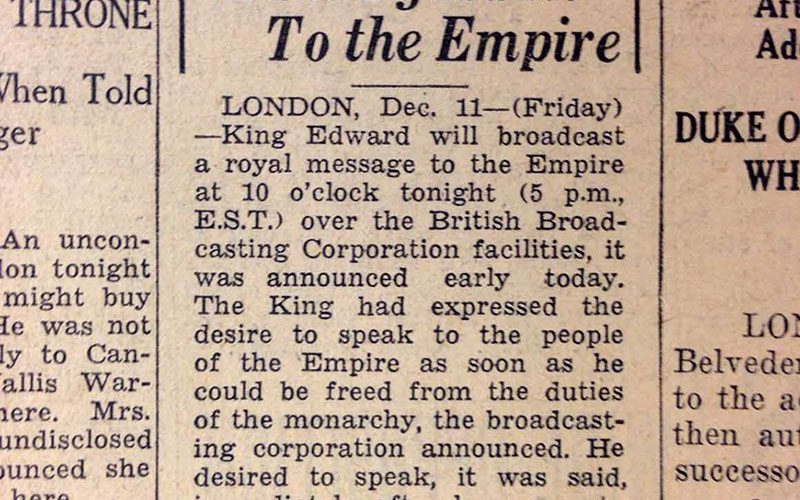 THRONE
When Told
ger
An uncon-
don tonight
might buy
He was not
ly to Can-
allis War-
here. Mrs.
undisclosed
ounced she
here
To the Empire
LONDON, Dec. 11—(Friday)
—King Edward will broadcast
a royal message to the Empire
at 10 o'clock tonight (5 p.m.,
E.S.T.) over the British Broad-
casting Corporation facilities, it
was announced early today.
The King had expressed the
desire to speak to the people
of the Empire as soon as he
could be freed from the duties
of the monarchy, the broadcast-
ing corporation announced. He
desired to speak, it was said,
Aft
Ad
DUKE O
WH
LON
Belveder
to the a
then aut
successo